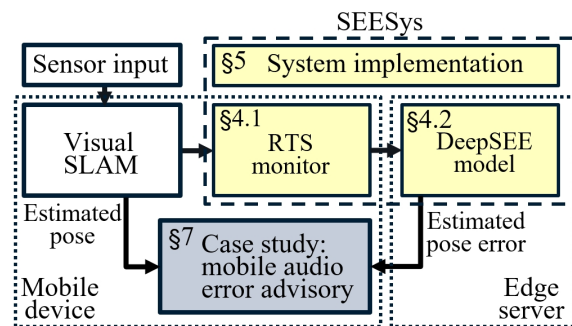 SEESys
Sensor input
§5 System implementation
Visual
SLAM
§4.1
RTS
monitor
§4.2
DeepSEE
model
Estimated
pose
§7 Case study:
mobile audio
error advisory
Estimated
pose error
Mobile
device
Edge
server